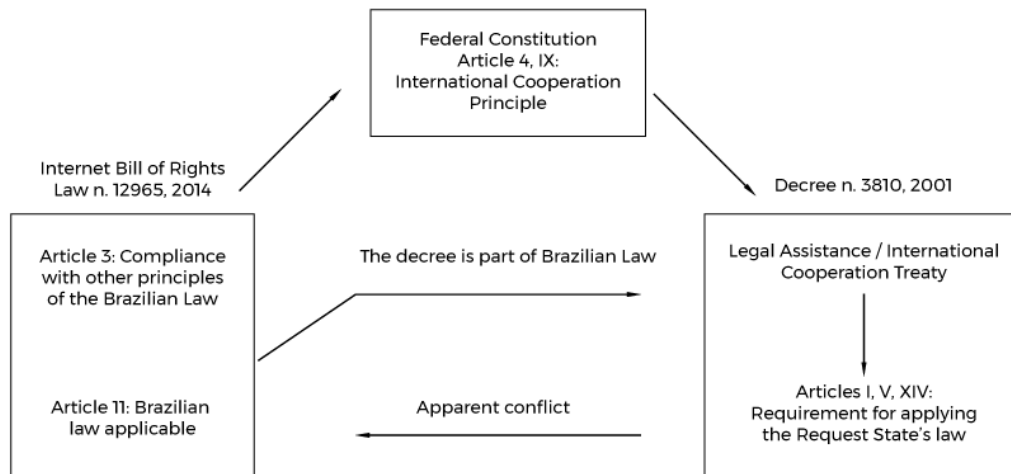 Federal Constitution
Article 4, IX:
International Cooperation
Principle
Internet Bill of Rights
Law n. 12965, 2014
Decree n. 3810, 2001
Article 3: Compliance
with other principles
of the Brazilian Law
The decree is part of Brazilian Law
Legal Assistance / International
Cooperation Treaty
Article 11: Brazilian
law applicable
Apparent conflict
Articles I, V, XIV:
Requirement for applying
the Request State’s law